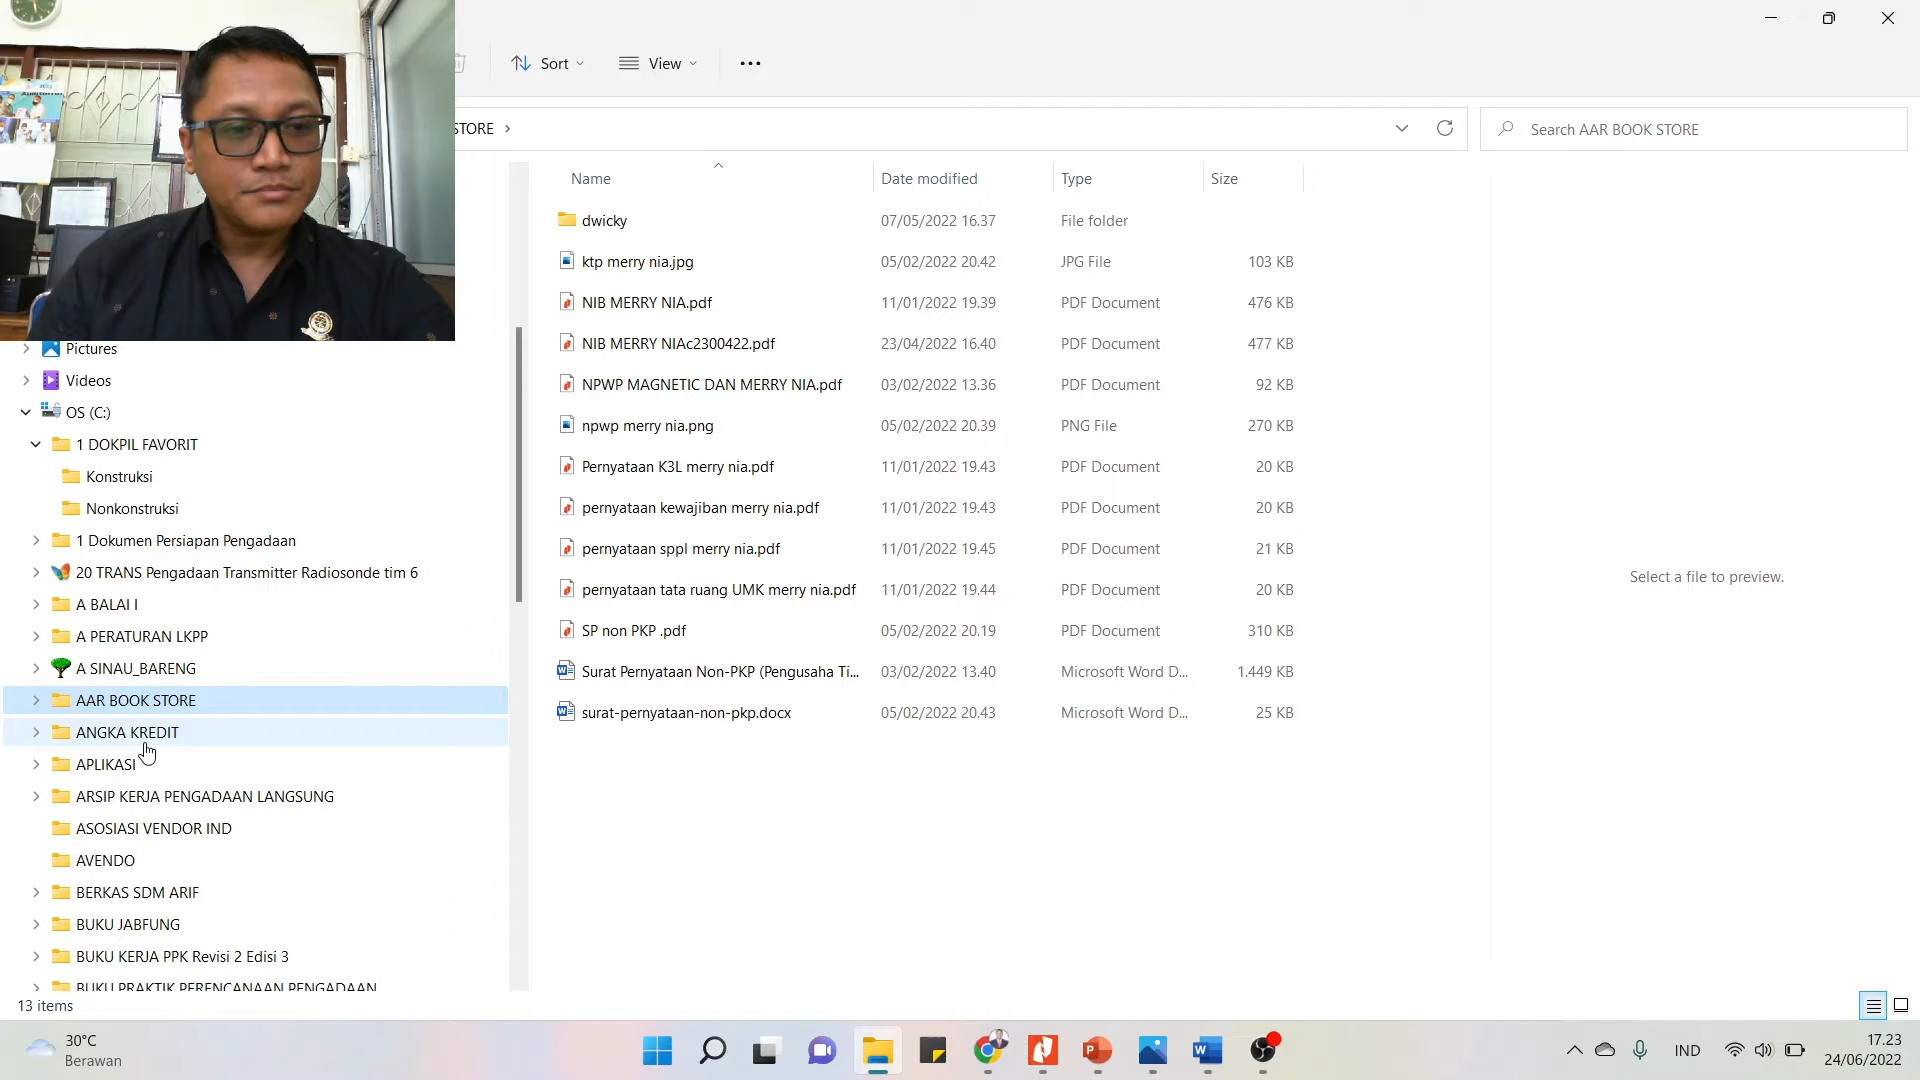 Sort
View
STORE
Search AAR BOOK STORE
Name Date modified Type Size
dwicky 07/05/2022 16.37 File folder
ktp merry nia.jpg 05/02/2022 20.42 JPG File 103 KB
NIB MERRY NIA.pdf 11/01/2022 19.39 PDF Document 476 KB
NIB MERRY NIAc2300422.pdf 23/04/2022 16.40 PDF Document 477 KB
NPWP MAGNETIC DAN MERRY NIA.pdf 03/02/2022 13.36 PDF Document 92 KB
npwp merry nia.png 05/02/2022 20.39 PNG File 270 KB
Pernyataan K3L merry nia.pdf 11/01/2022 19.43 PDF Document 20 KB
pernyataan kewajiban merry nia.pdf 11/01/2022 19.43 PDF Document 20 KB
pernyataan sppl merry nia.pdf 11/01/2022 19.45 PDF Document 21 KB
pernyataan tata ruang UMK merry nia.pdf 11/01/2022 19.44 PDF Document 20 KB
SP non PKP .pdf 05/02/2022 20.19 PDF Document 310 KB
Surat Pernyataan Non-PKP (Pengusaha Ti... 03/02/2022 13.40 Microsoft Word D... 1.449 KB
surat-pernyataan-non-pkp.docx 05/02/2022 20.43 Microsoft Word D... 25 KB
Select a file to preview.
Pictures
Videos
OS (C:)
1 DOKPIL FAVORIT
Konstruksi
Nonkonstruksi
1 Dokumen Persiapan Pengadaan
20 TRANS Pengadaan Transmitter Radiosonde tim 6
A BALAI I
A PERATURAN LKPP
A SINAU_BARENG
AAR BOOK STORE
ANGKA KREDIT
APLIKASI
ARSIP KERJA PENGADAAN LANGSUNG
ASOSIASI VENDOR IND
AVENDO
BERKAS SDM ARIF
BUKU JABFUNG
BUKU KERJA PPK Revisi 2 Edisi 3
BUKU PRAKTIK PERENCANAAN PENGADAAN
13 items
30°C
Berawan
IND
17.23
24/06/2022